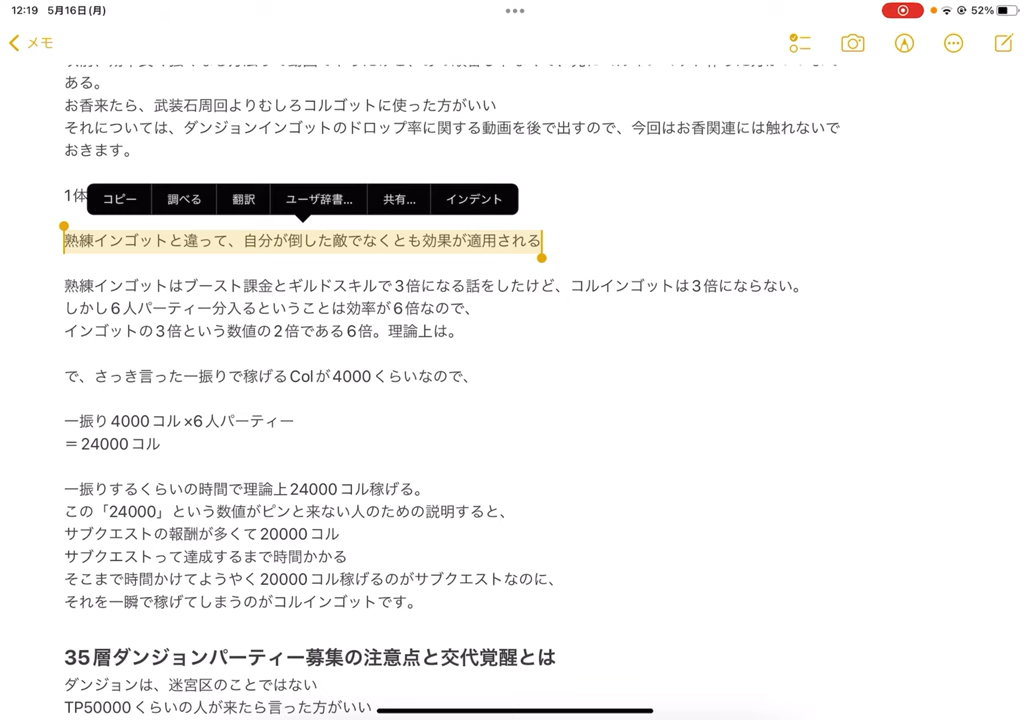 12:19 5月16日(月)
52%
メモ
ある。
お香来たら、武装石周回よりむしろコルゴットに使った方がいい
それについては、ダンジョンインゴットのドロップ率に関する動画を後で出すので、今回はお香関連には触れないで
おきます。
1体
コピー 調べる 翻訳 ユーザ辞書... 共有... インデント
熟練インゴットと違って、自分が倒した敵でなくとも効果が適用される
熟練インゴットはブースト課金とギルドスキルで3倍になる話をしたけど、コルインゴットは3倍にならない。
しかし6人パーティー分入るということは効率が6倍なので、
インゴットの3倍という数値の2倍である6倍。理論上は。
で、さっき言った一振りで稼げるColが4000くらいなので、
一振り4000コル×6人パーティー
＝24000コル
一振りするくらいの時間で理論上24000コル稼げる。
この「24000」という数値がピンと来ない人のための説明すると、
サブクエストの報酬が多くて20000コル
サブクエストって達成するまで時間かかる
そこまで時間かけてようやく20000コル稼げるのがサブクエストなのに、
それを一瞬で稼げてしまうのがコルインゴットです。
35層ダンジョンパーティー募集の注意点と交代覚醒とは
ダンジョンは、迷宮区のことではない
TP50000くらいの人が来たら言った方がいい